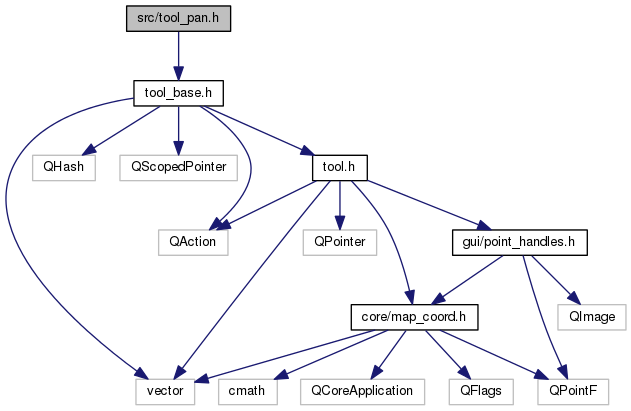 src/tool_pan.h
tool_base.h
QHash
QScopedPointer
tool.h
QAction
QPointer
gui/point_handles.h
core/map_coord.h
QImage
vector
cmath
QCoreApplication
QFlags
QPointF